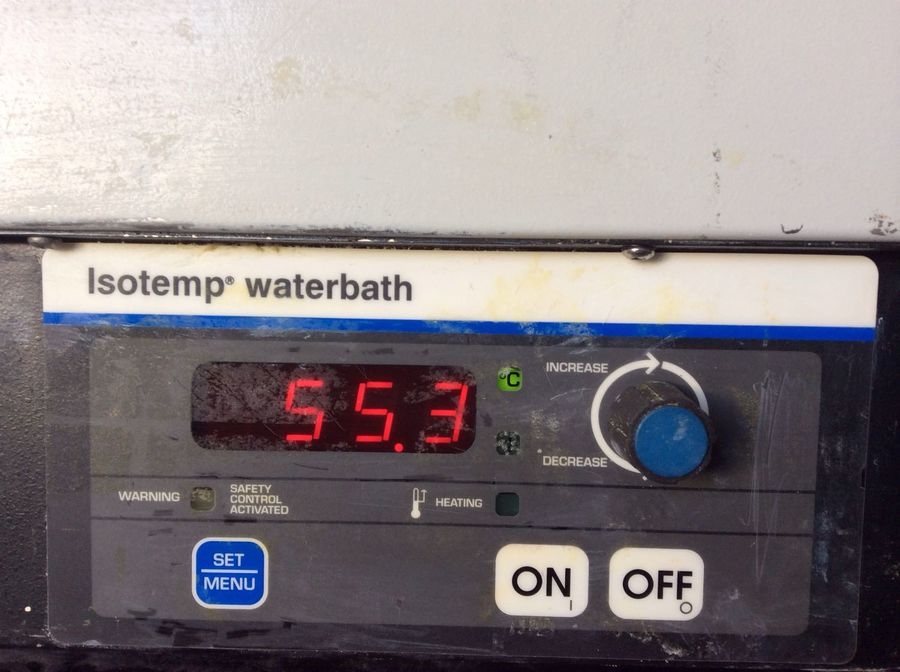 Isotemp® waterbath
55.3
°C
INCREASE
DECREASE
WARNING
SAFETY
CONTROL
ACTIVATED
HEATING
SET
MENU
ON
I
OFF
O